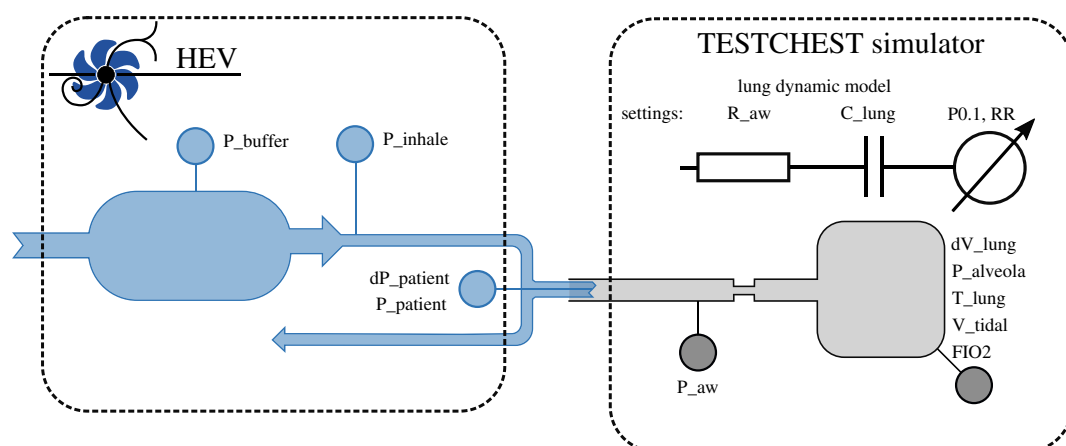 HEV
P_buffer
P_inhale
dP_patient
P_patient
TESTCHEST simulator
lung dynamic model
settings: R_aw C_lung P0.1, RR
dV_lung
P_alveola
T_lung
V_tidal
FIO2
P_aw